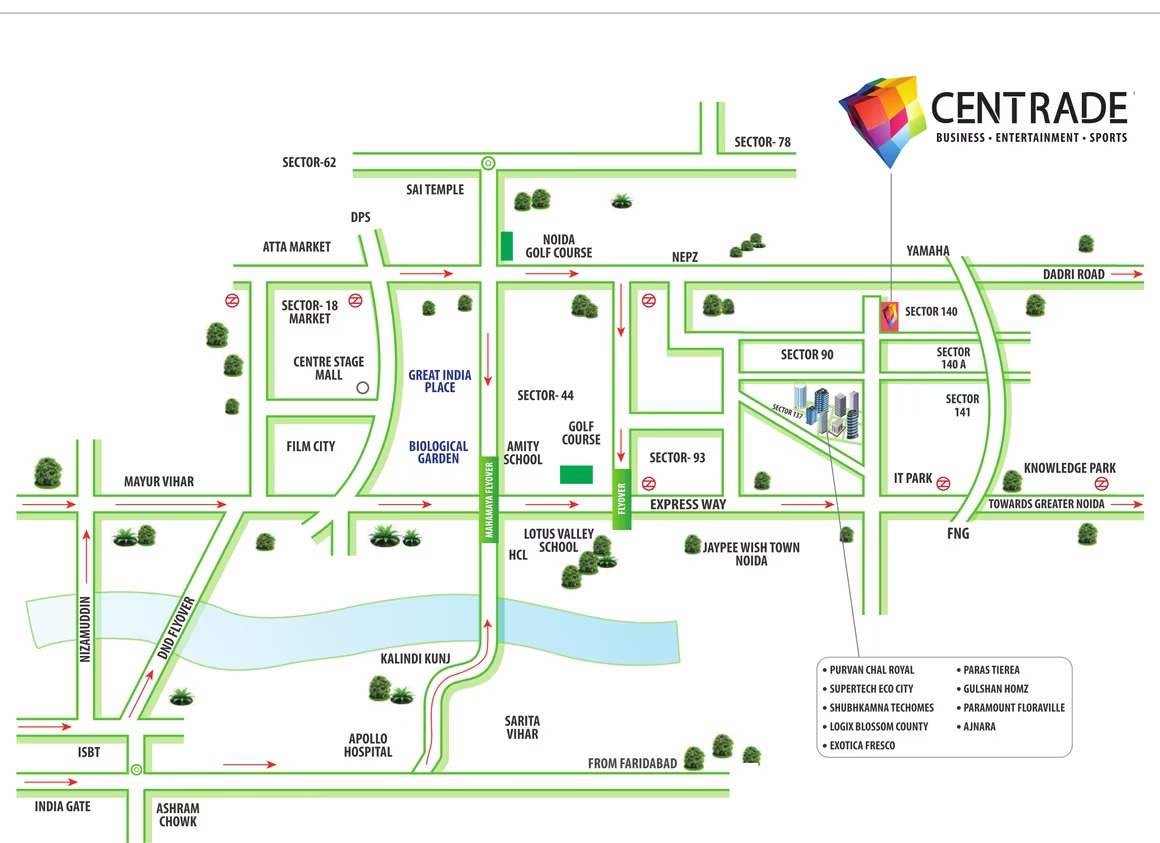 CENTRADE
BUSINESS • ENTERTAINMENT • SPORTS
SECTOR- 78
SECTOR-62
SAI TEMPLE
DPS
ATTA MARKET
NOIDA
GOLF COURSE
NEPZ
YAMAHA
DADRI ROAD
SECTOR- 18
MARKET
SECTOR 140
CENTRE STAGE
MALL
GREAT INDIA
PLACE
SECTOR- 44
SECTOR 90
SECTOR
140 A
SECTOR
141
SECTOR 137
FILM CITY
BIOLOGICAL
GARDEN
AMITY
SCHOOL
GOLF
COURSE
SECTOR- 93
IT PARK
KNOWLEDGE PARK
MAYUR VIHAR
MAHAMAYA FLYOVER
FLYOVER
EXPRESS WAY
TOWARDS GREATER NOIDA
LOTUS VALLEY
SCHOOL
HCL
JAYPEE WISH TOWN
NOIDA
FNG
NIZAMUDDIN
DND FLYOVER
KALINDI KUNJ
SARITA
VIHAR
APOLLO
HOSPITAL
ISBT
FROM FARIDABAD
INDIA GATE
ASHRAM
CHOWK
• PURVAN CHAL ROYAL
• SUPERTECH ECO CITY
• SHUBHKAMNA TECHOMES
• LOGIX BLOSSOM COUNTY
• EXOTICA FRESCO
• PARAS TIEREA
• GULSHAN HOMZ
• PARAMOUNT FLORAVILLE
• AJNARA